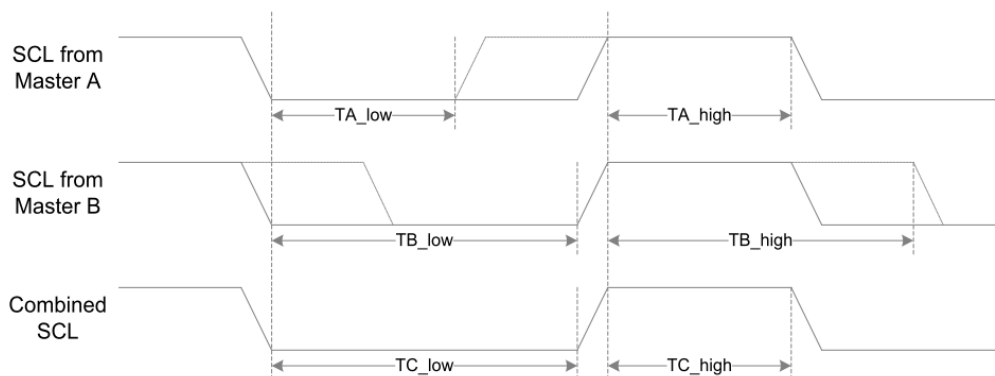 SCL from
Master A
TA_low
TA_high
SCL from
Master B
TB_low
TB_high
Combined
SCL
TC_low
TC_high